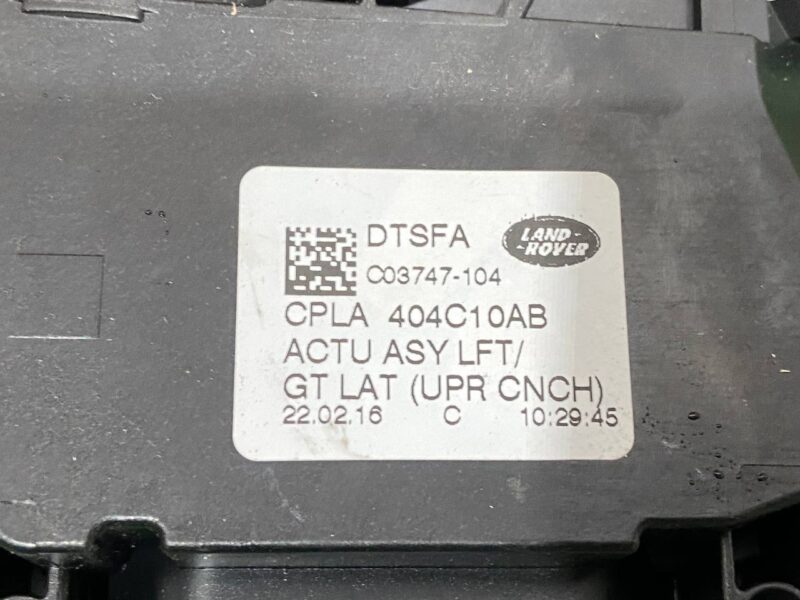 DTSFA
LAND-
-ROVER
C03747-104
CPLA 404C10AB
ACTU ASY LFT/
GT LAT (UPR CNCH)
22.02.16 C 10:29:45